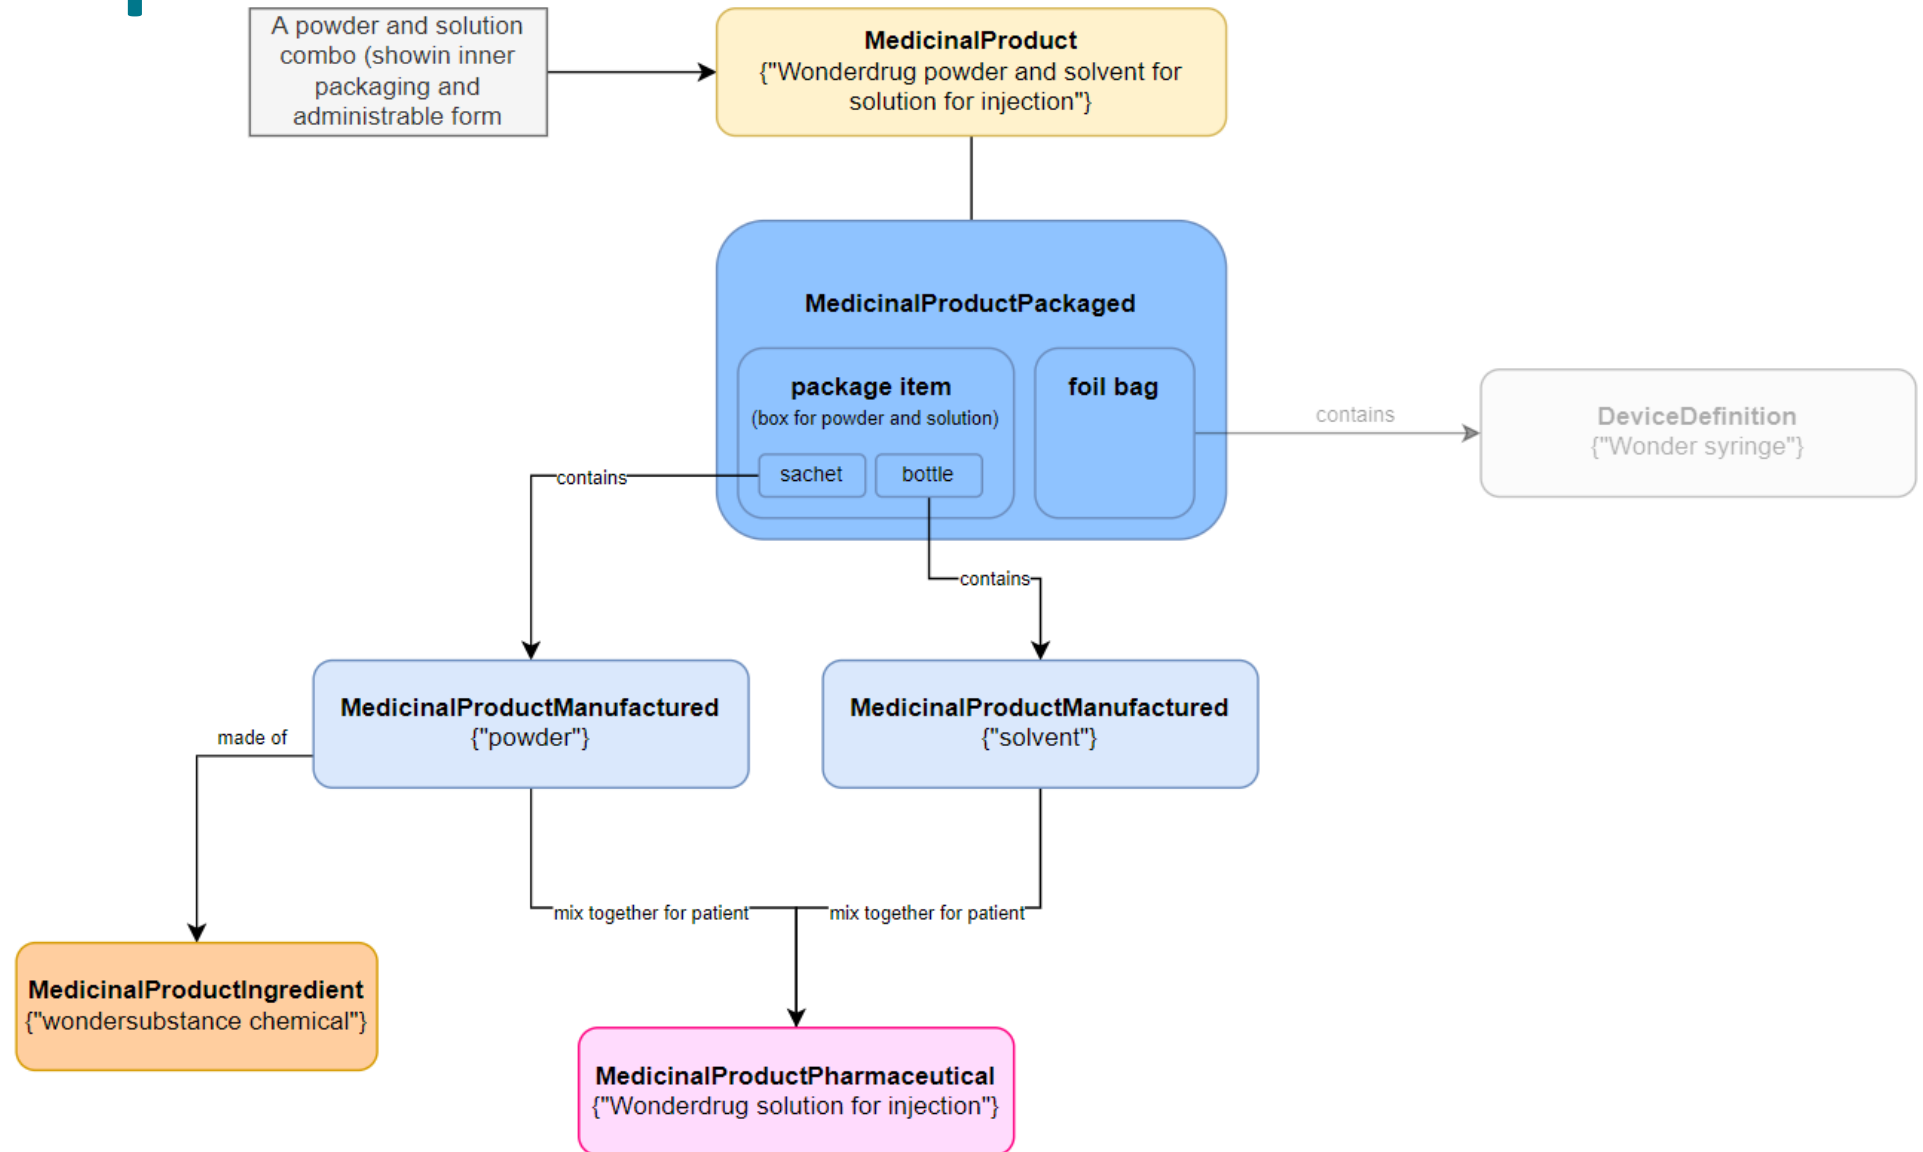 A powder and solution
combo (showin inner
packaging and
administrable form
MedicinalProduct
{"Wonderdrug powder and solvent for
solution for injection"}
MedicinalProductPackaged
package item
(box for powder and solution)
sachet
bottle
foil bag
contains
DeviceDefinition
{"Wonder syringe"}
contains
contains
MedicinalProductManufactured
{"powder"}
MedicinalProductManufactured
{"solvent"}
made of
mix together for patient
mix together for patient
MedicinalProductIngredient
{"wondersubstance chemical"}
MedicinalProductPharmaceutical
{"Wonderdrug solution for injection"}